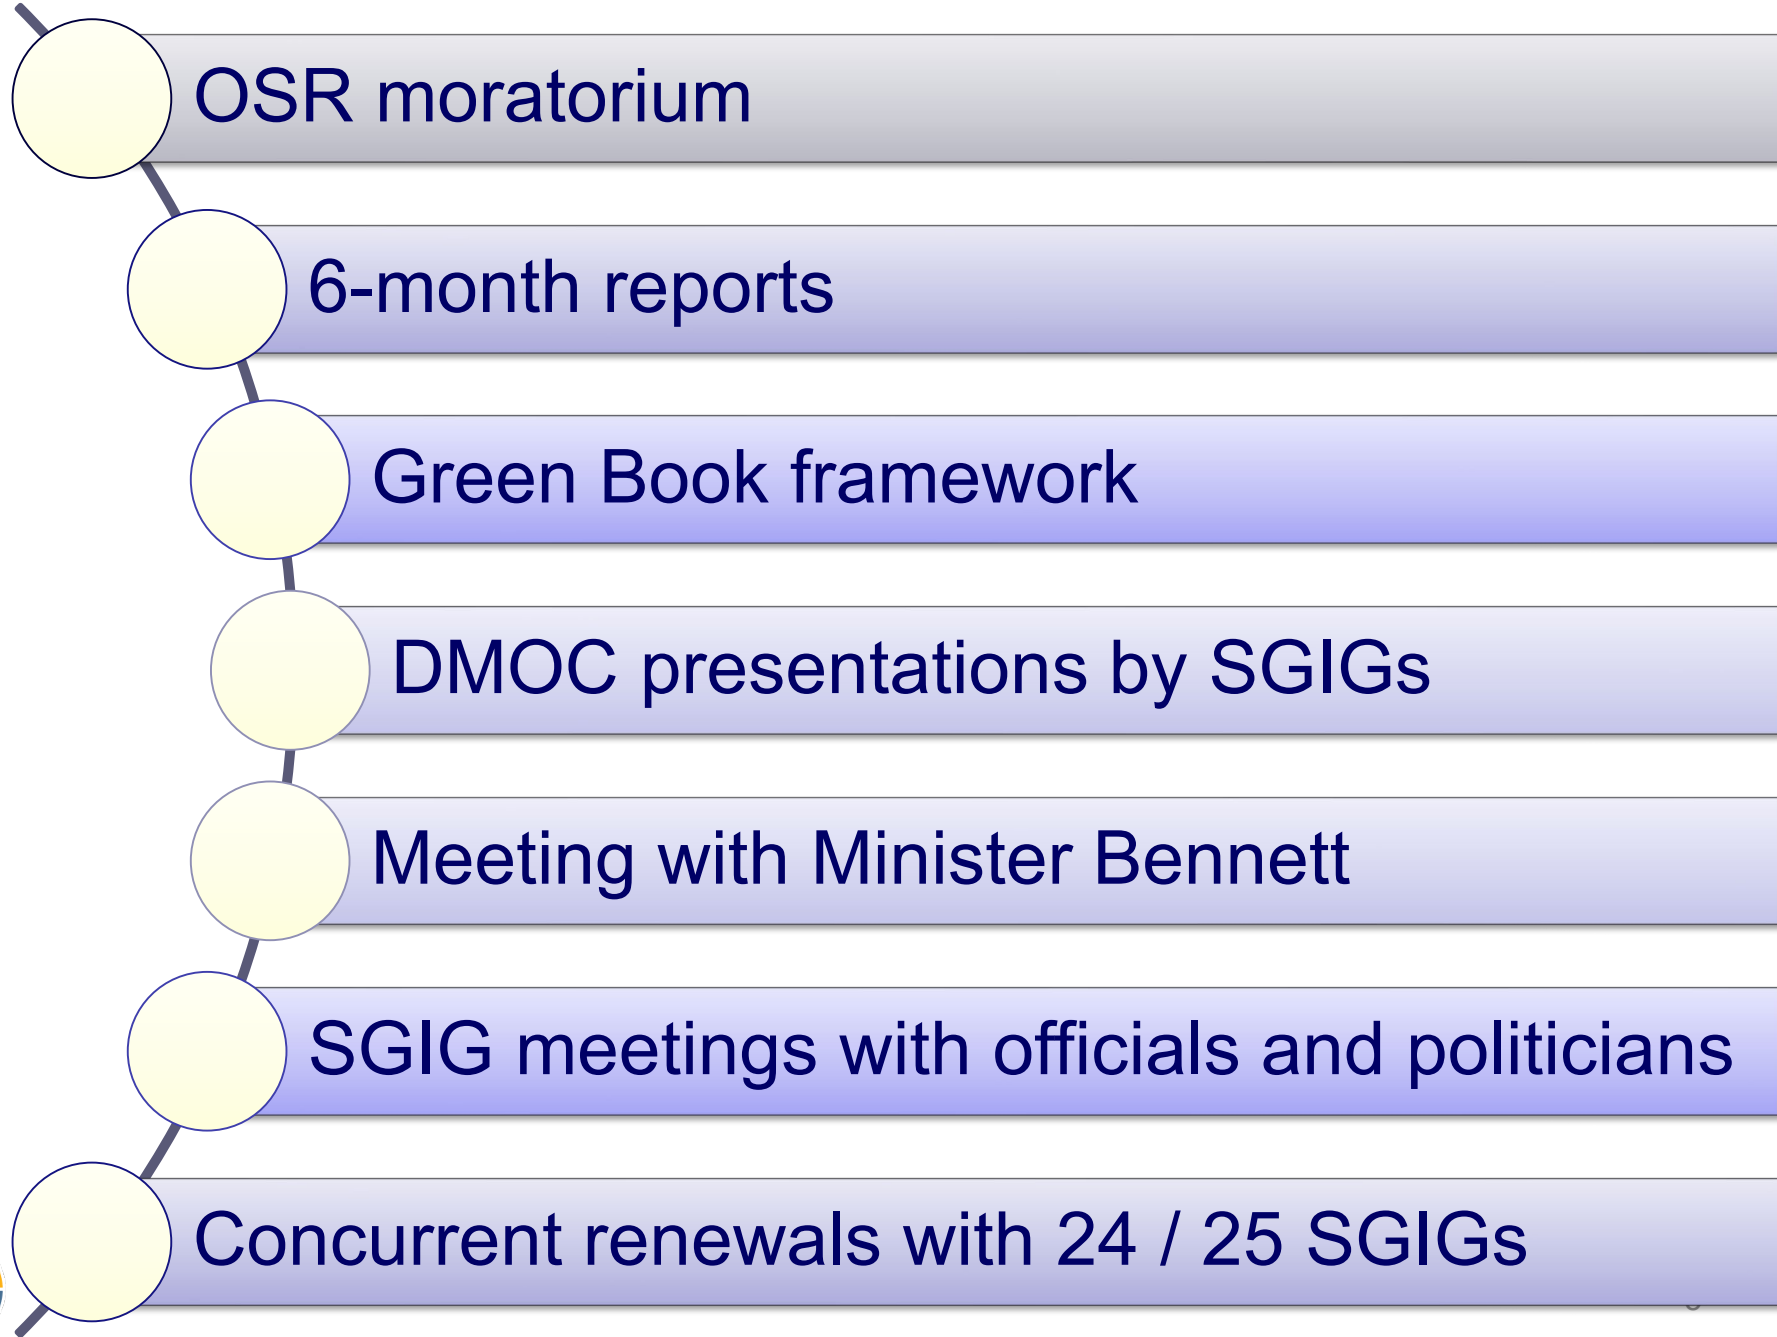 OSR moratorium
6-month reports
Green Book framework
DMOC presentations by SGIGs
Meeting with Minister Bennett
SGIG meetings with officials and politicians
Concurrent renewals with 24 / 25 SGIGs